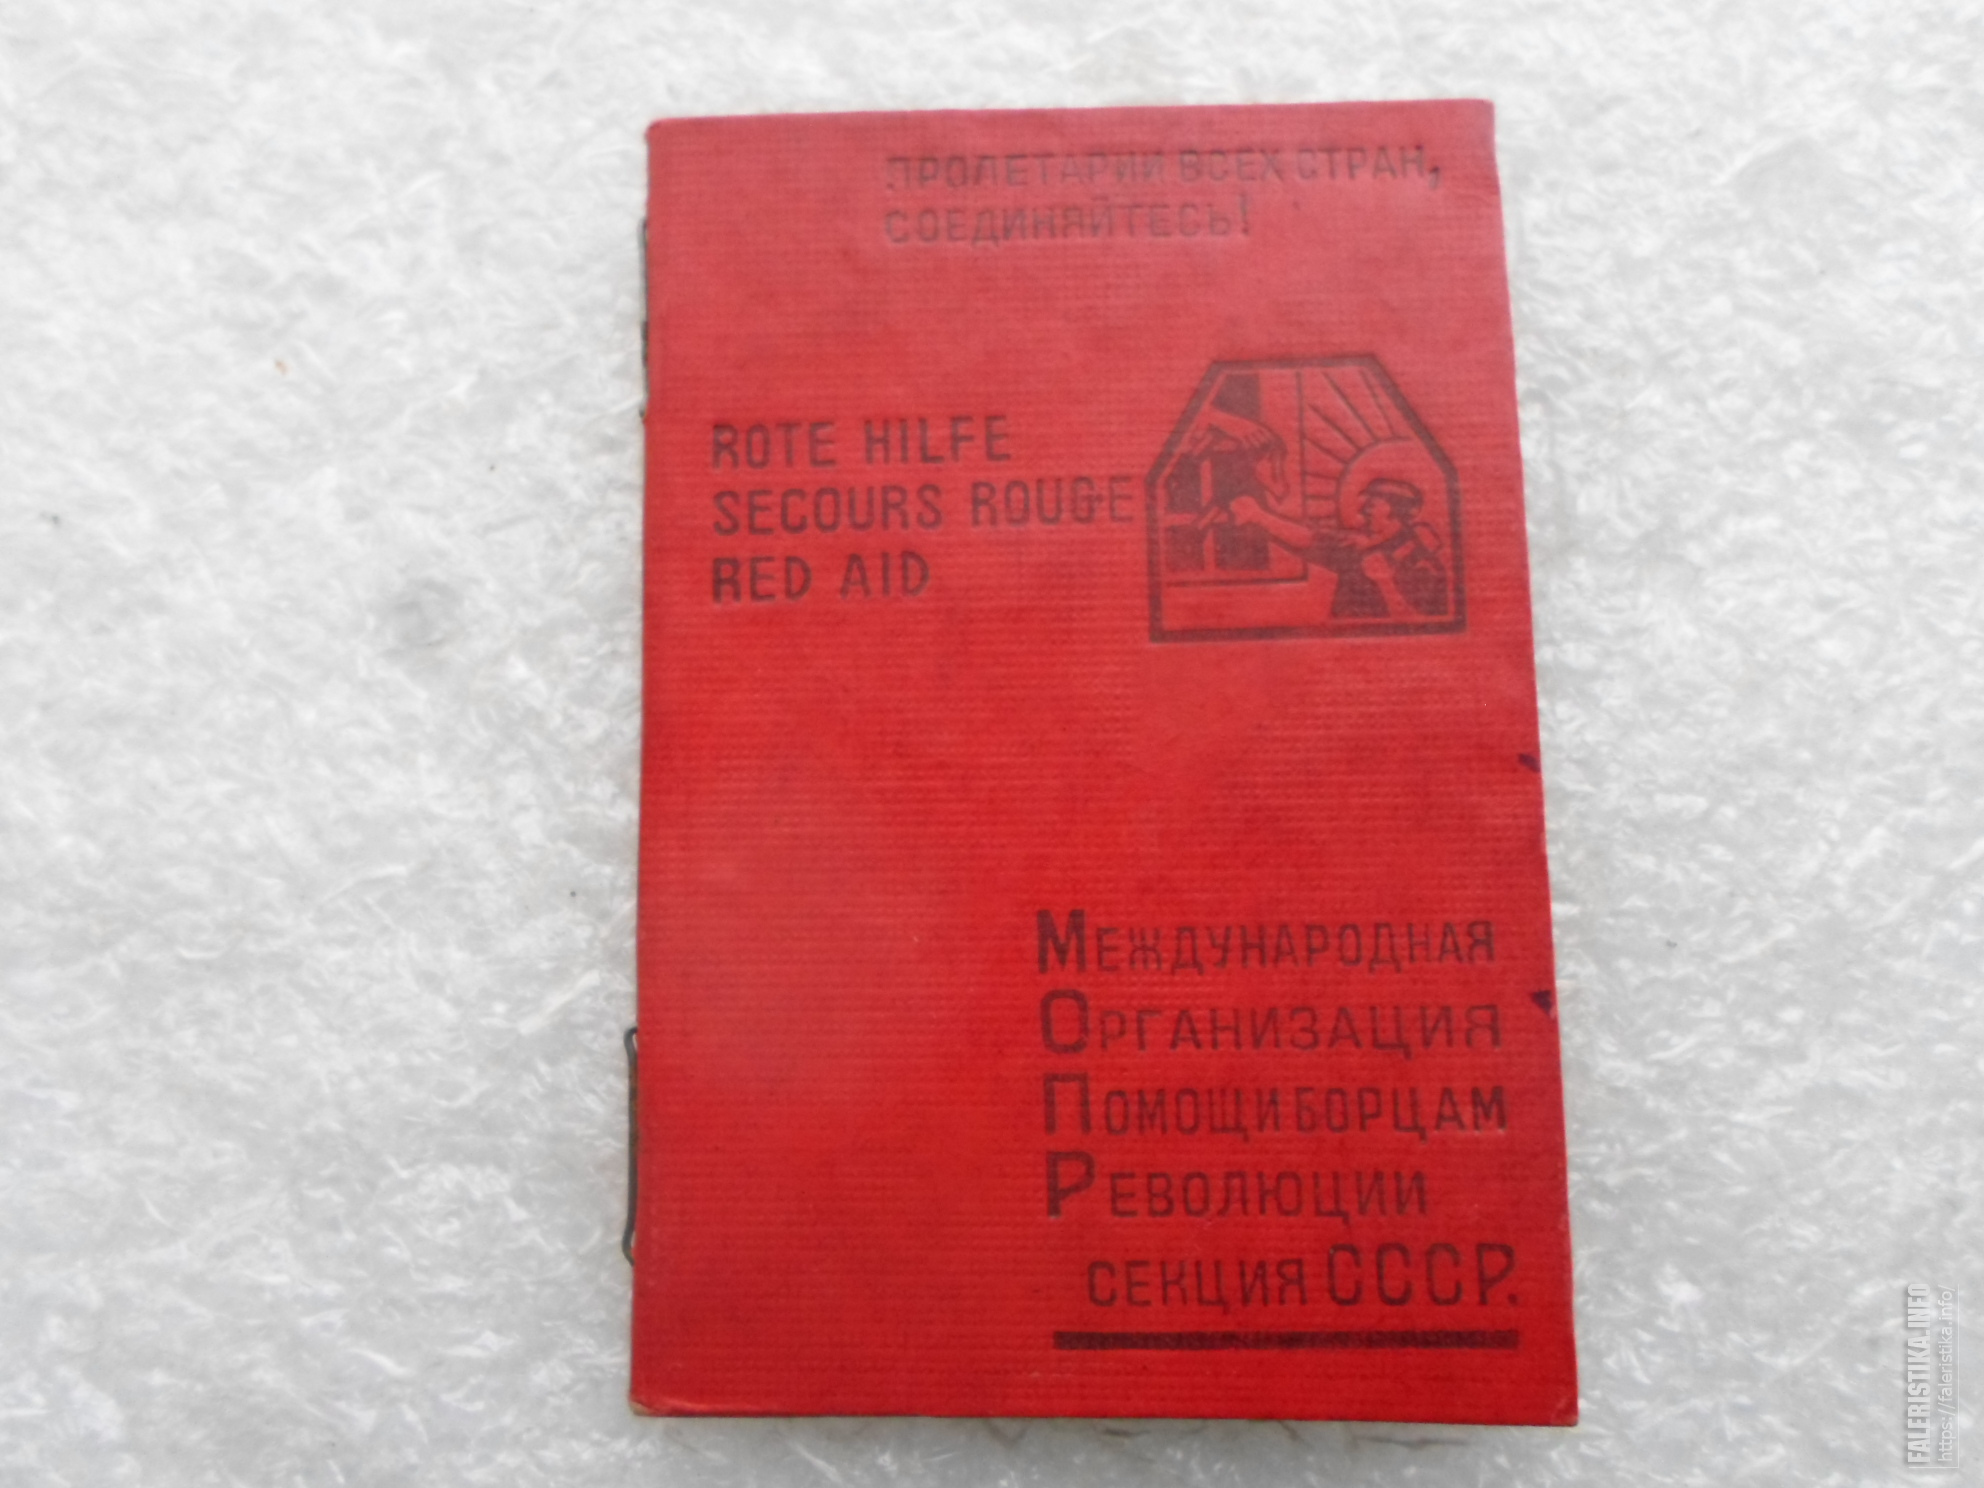 ПРОЛЕТАРИИ ВСЕХ СТРАН,
СОЕДИНЯЙТЕСЬ!
ROTE HILFE
SECOURS ROUGE
RED AID
МЕЖДУНАРОДНАЯ
ОРГАНИЗАЦИЯ
ПОМОЩИ БОРЦАМ
РЕВОЛЮЦИИ
СЕКЦИЯ СССР.
FALERISTIKA.INFO
https://faleristika.info/